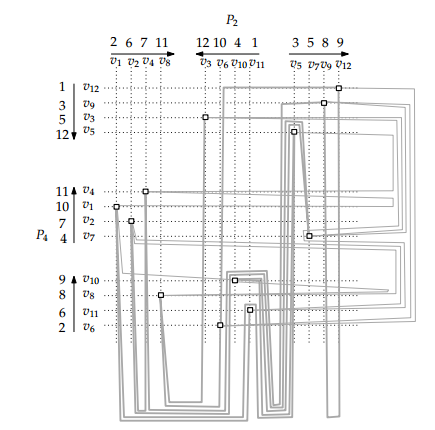 P2
2 6 7 11 12 10 4 1 3 5 8 9
v1 v2 v4 v8 v3 v6 v10 v11 v5 v7 v9 v12
1 v12
3 v9
5 v3
12 v5
11 v4
10 v1
7 v2
P4 4 v7
9 v10
8 v8
6 v11
2 v6